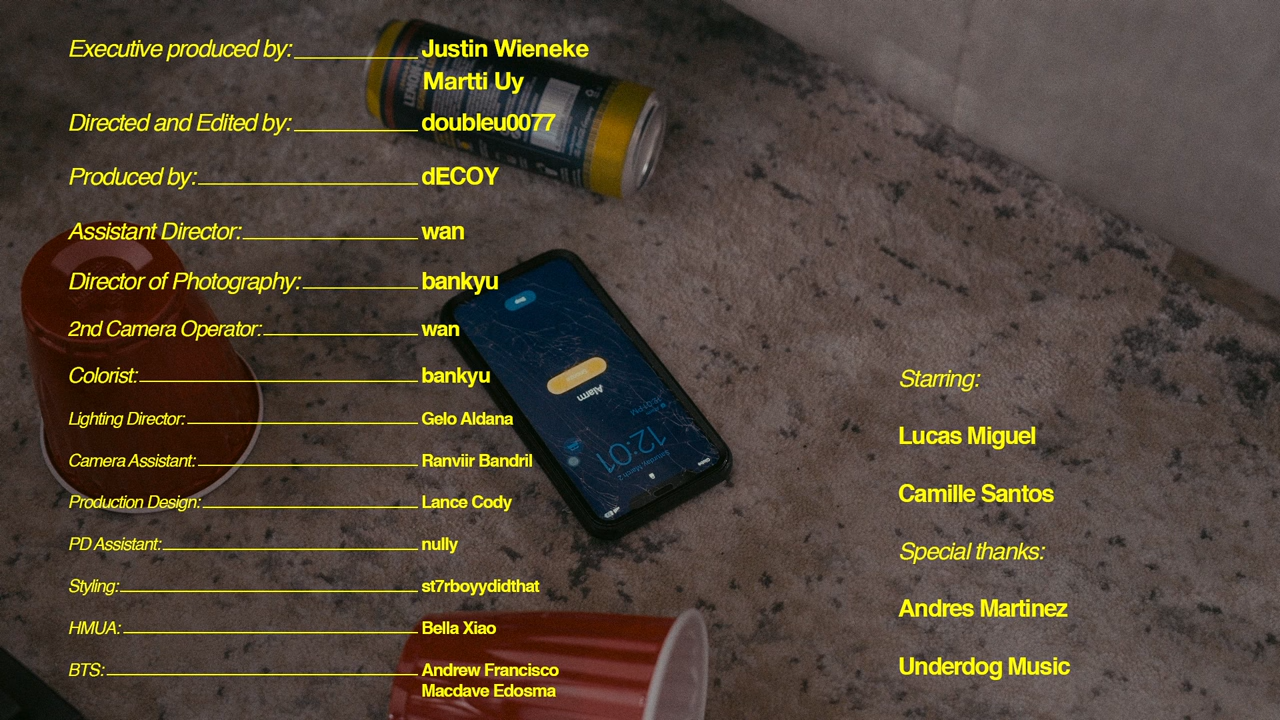 Executive produced by: Justin Wieneke
Martti Uy
Directed and Edited by: doubleu0077
Produced by: dECOY
Assistant Director: wan
Director of Photography: bankyu
2nd Camera Operator: wan
Colorist: bankyu
Lighting Director: Gelo Aldana
Camera Assistant: Ranviir Bandril
Production Design: Lance Cody
PD Assistant: nully
Styling: st7rboyydidthat
HMUA: Bella Xiao
BTS: Andrew Francisco
Macdave Edosma
Starring:
Lucas Miguel
Camille Santos
Special thanks:
Andres Martinez
Underdog Music
Alarm
12:01